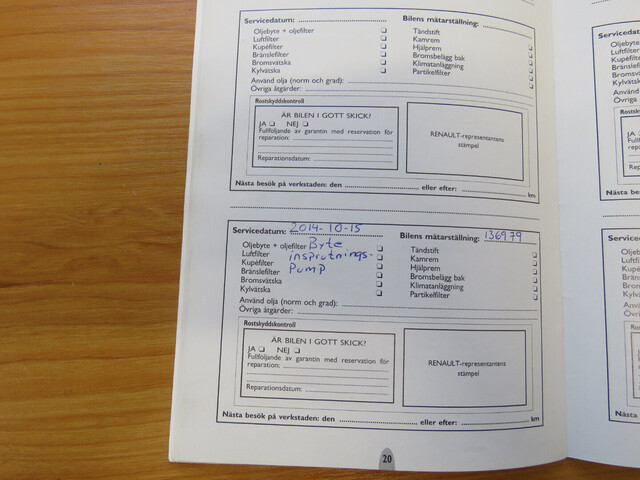 Servicedatum:
Bilens mätarställning:
Oljebyte + oljefilter
Luftfilter
Kupéfilter
Bränslefilter
Bromsvätska
Kylvätska
Tändstift
Kamrem
Hjälprem
Bromsbelägg bak
Klimatanläggning
Partikelfilter
Använd olja (norm och grad):
Övriga åtgärder:
Rostskyddskontroll
ÄR BILEN I GOTT SKICK?
JA NEJ
Fullföljande av garantin med reservation för
reparation:
Reparationsdatum:
RENAULT-representantens
stämpel
Nästa besök på verkstaden: den eller efter: km
Servicedatum: 2014-10-15
Bilens mätarställning: 136979
Oljebyte + oljefilter Byte
Luftfilter insprutnings-
Kupéfilter Pump
Bränslefilter
Bromsvätska
Kylvätska
Tändstift
Kamrem
Hjälprem
Bromsbelägg bak
Klimatanläggning
Partikelfilter
Använd olja (norm och grad):
Övriga åtgärder:
Rostskyddskontroll
ÄR BILEN I GOTT SKICK?
JA NEJ
Fullföljande av garantin med reservation för
reparation:
Reparationsdatum:
RENAULT-representantens
stämpel
Nästa besök på verkstaden: den eller efter: km
20